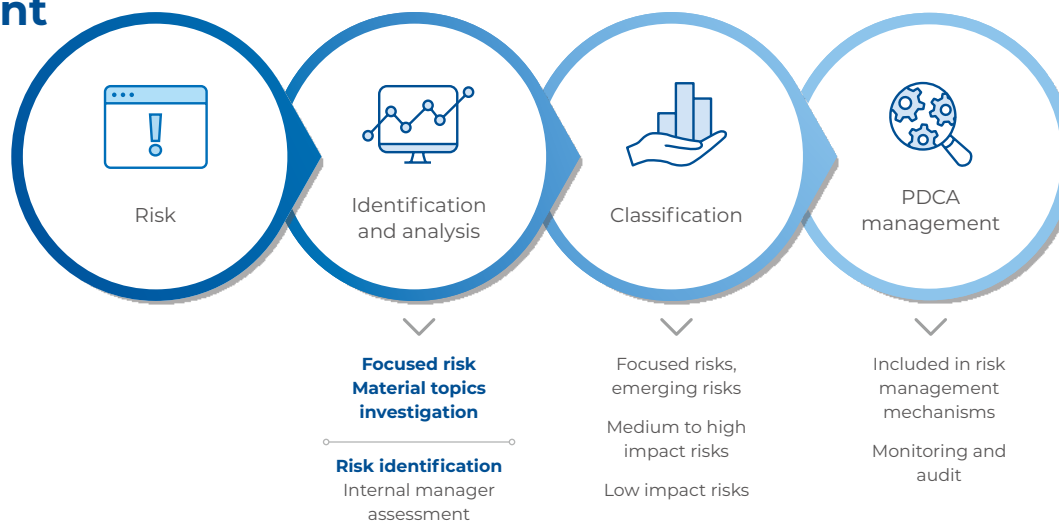 nt
Risk
Identification
and analysis
Classification
PDCA
management
Focused risk
Material topics
investigation
Risk identification
Internal manager
assessment
Focused risks,
emerging risks
Medium to high
impact risks
Low impact risks
Included in risk
management
mechanisms
Monitoring and
audit